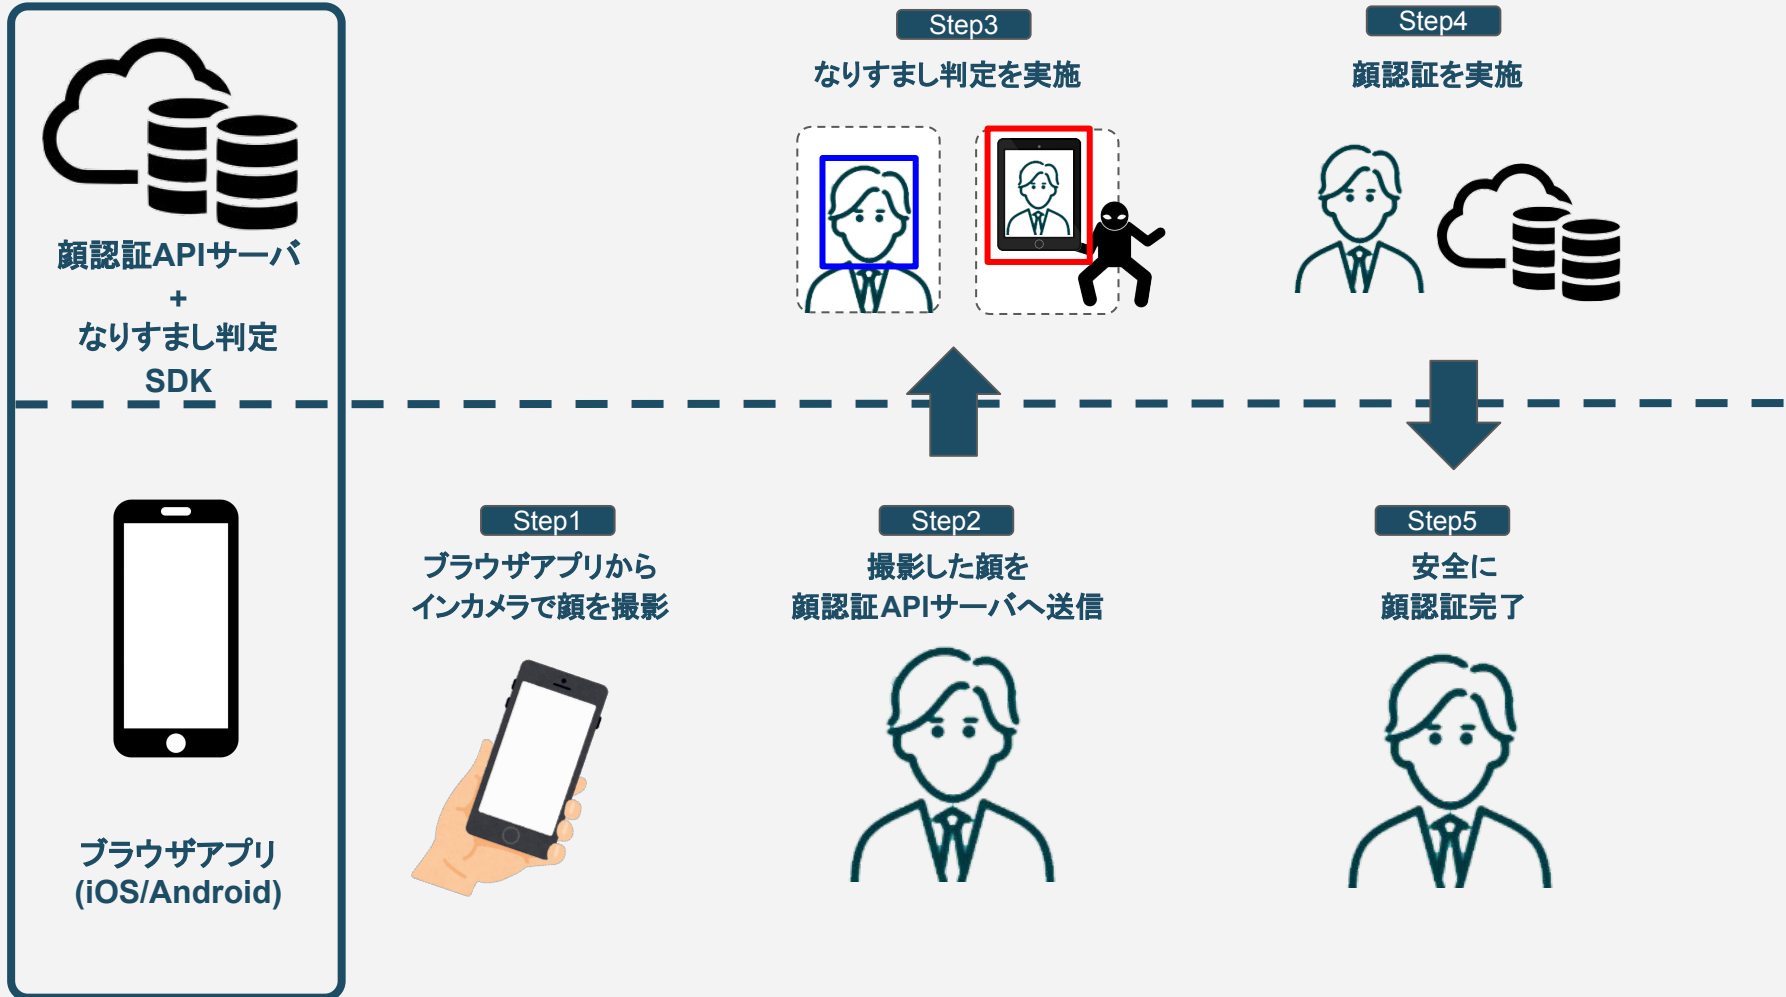 顔認証APIサーバ
+
なりすまし判定
SDK
ブラウザアプリ
(iOS/Android)
Step1
ブラウザアプリから
インカメラで顔を撮影
Step2
撮影した顔を
顔認証APIサーバへ送信
Step3
なりすまし判定を実施
Step4
顔認証を実施
Step5
安全に
顔認証完了